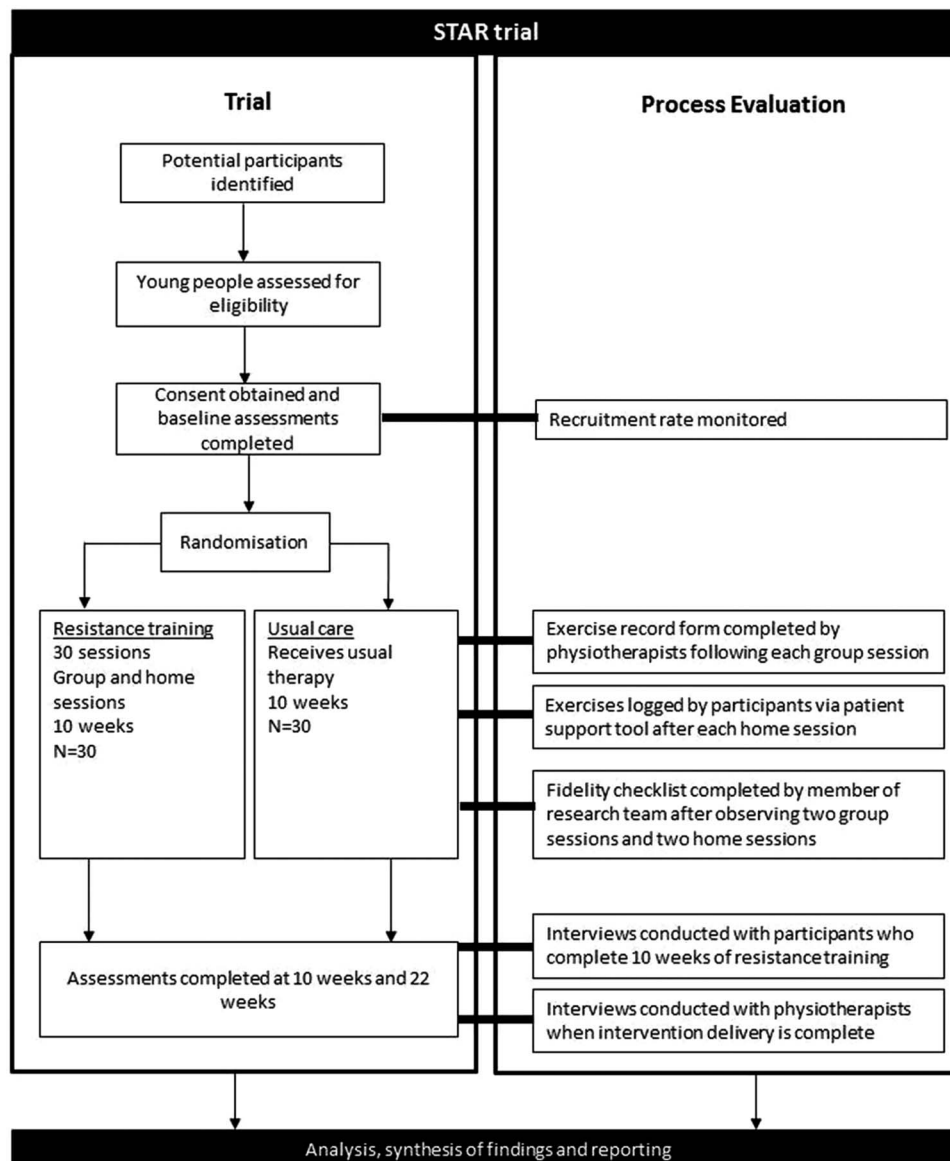 STAR trial
Trial
Potential participants
identified
Young people assessed for
eligibility
Consent obtained and
baseline assessments
completed
Randomisation
Resistance training
30 sessions
Group and home
sessions
10 weeks
N=30
Usual care
Receives usual
therapy
10 weeks
N=30
Assessments completed at 10 weeks and 22
weeks
Process Evaluation
Recruitment rate monitored
Exercise record form completed by
physiotherapists following each group session
Exercises logged by participants via patient
support tool after each home session
Fidelity checklist completed by member of
research team after observing two group
sessions and two home sessions
Interviews conducted with participants who
complete 10 weeks of resistance training
Interviews conducted with physiotherapists
when intervention delivery is complete
Analysis, synthesis of findings and reporting